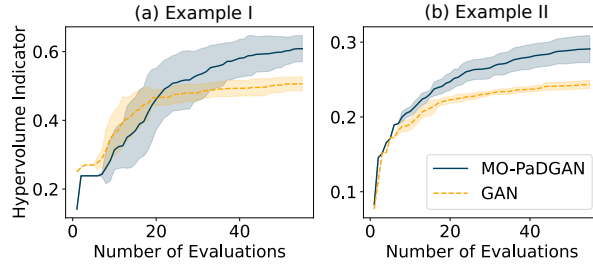 (a) Example I
Hypervolume Indicator
0.6
0.4
0.2
0
20
40
Number of Evaluations
(b) Example II
0.3
0.2
0.1
0
20
40
Number of Evaluations
MO-PaDGAN
GAN